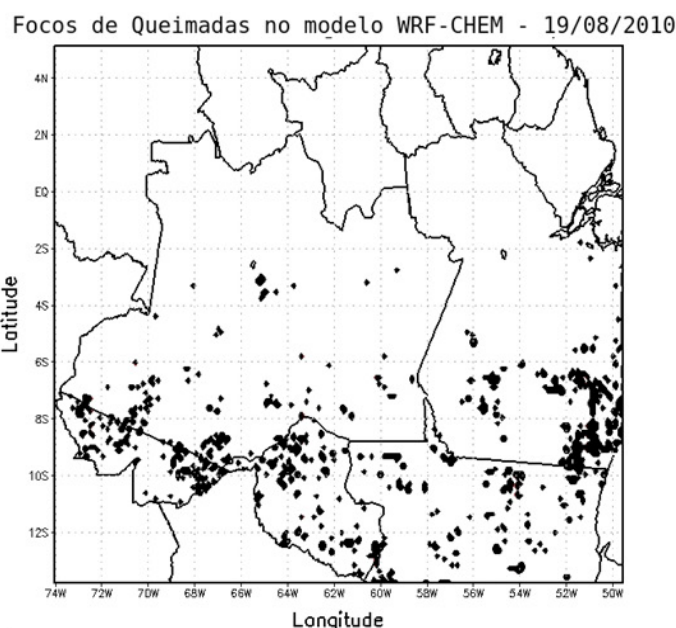 Focos de Queimadas no modelo WRF-CHEM - 19/08/2010
4N
2N
EQ
2S
4S
6S
8S
10S
12S
Latitude
74W 72W 70W 68W 66W 64W 62W 60W 58W 56W 54W 52W 50W
Longitude